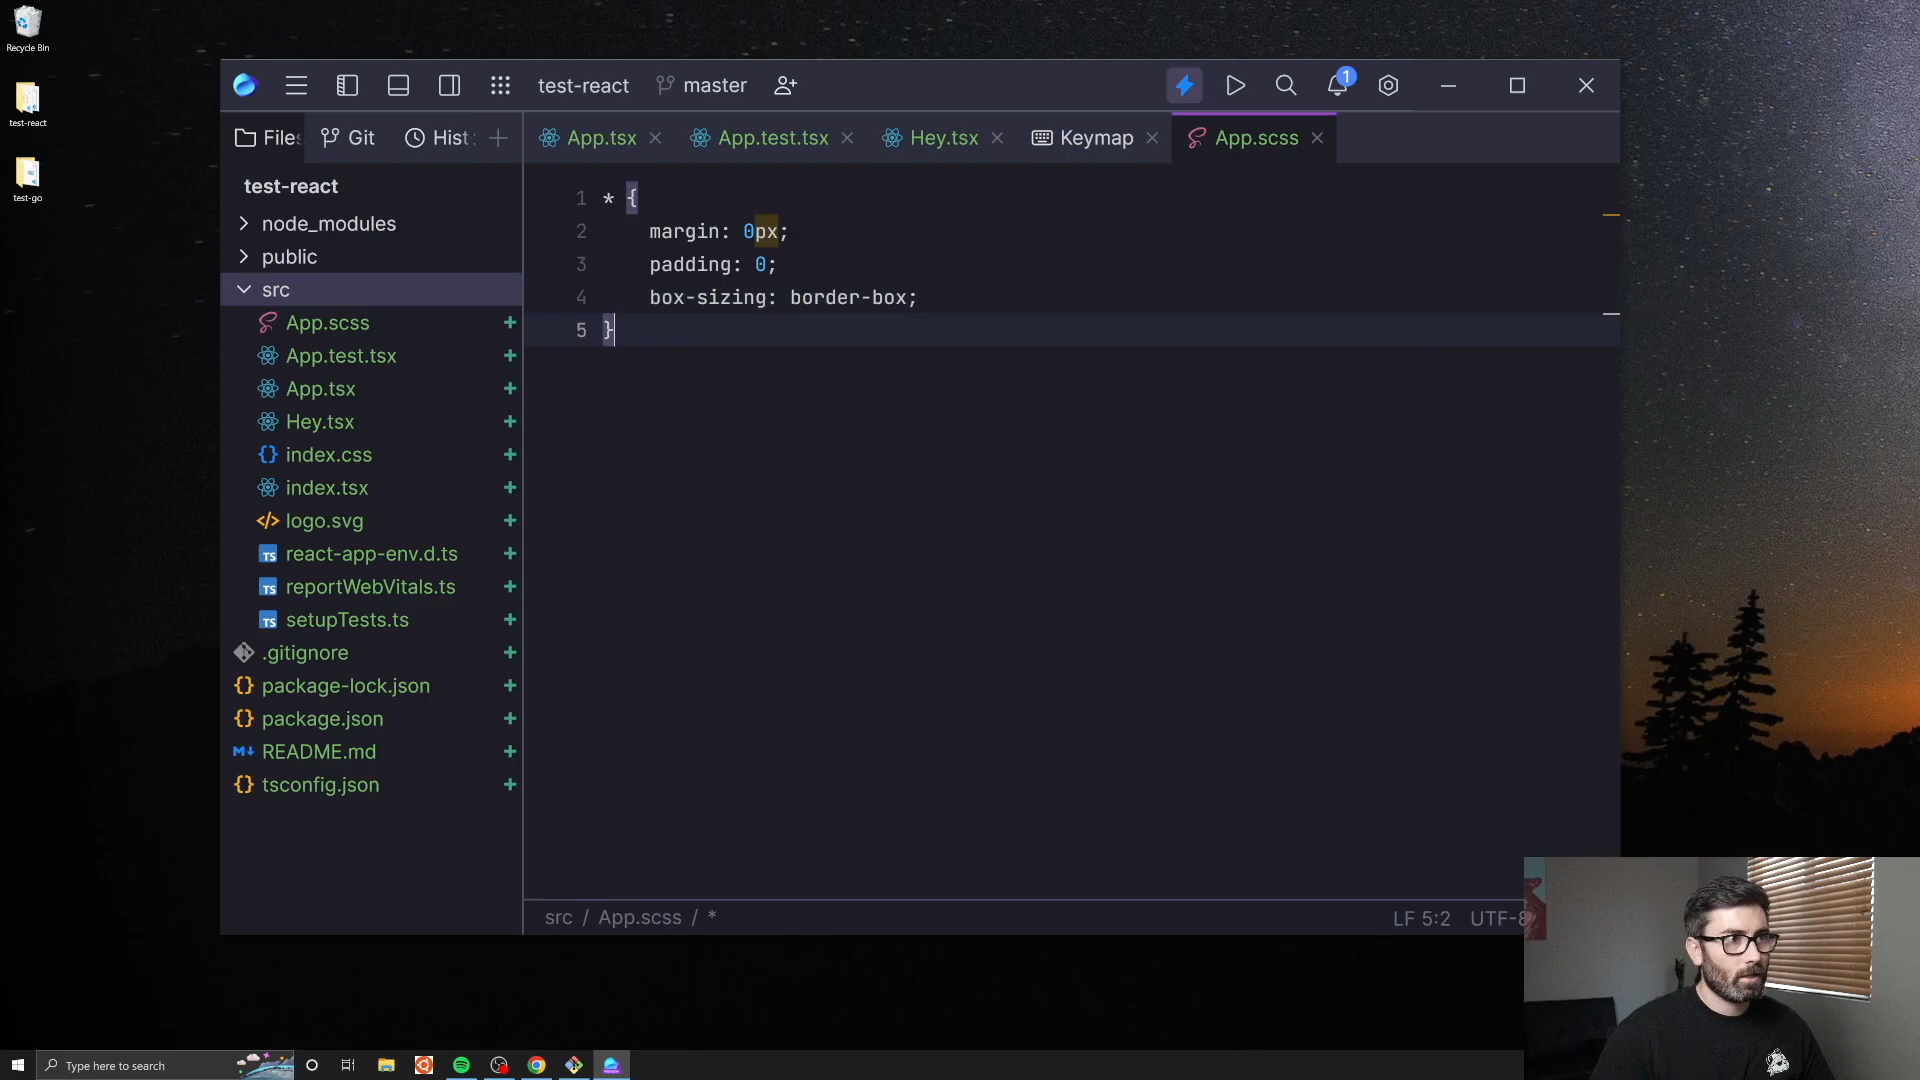 Recycle Bin
test-react
test-go
test-react
master
1
Files
Git
Hist
App.tsx
App.test.tsx
Hey.tsx
Keymap
App.scss
test-react
node_modules
public
src
App.scss
App.test.tsx
App.tsx
Hey.tsx
index.css
index.tsx
logo.svg
TS react-app-env.d.ts
TS reportWebVitals.ts
TS setupTests.ts
.gitignore
package-lock.json
package.json
M↓ README.md
tsconfig.json
1 * {
2 margin: 0px;
3 padding: 0;
4 box-sizing: border-box;
5 }
src / App.scss / *
LF 5:2 UTF-8
Type here to search